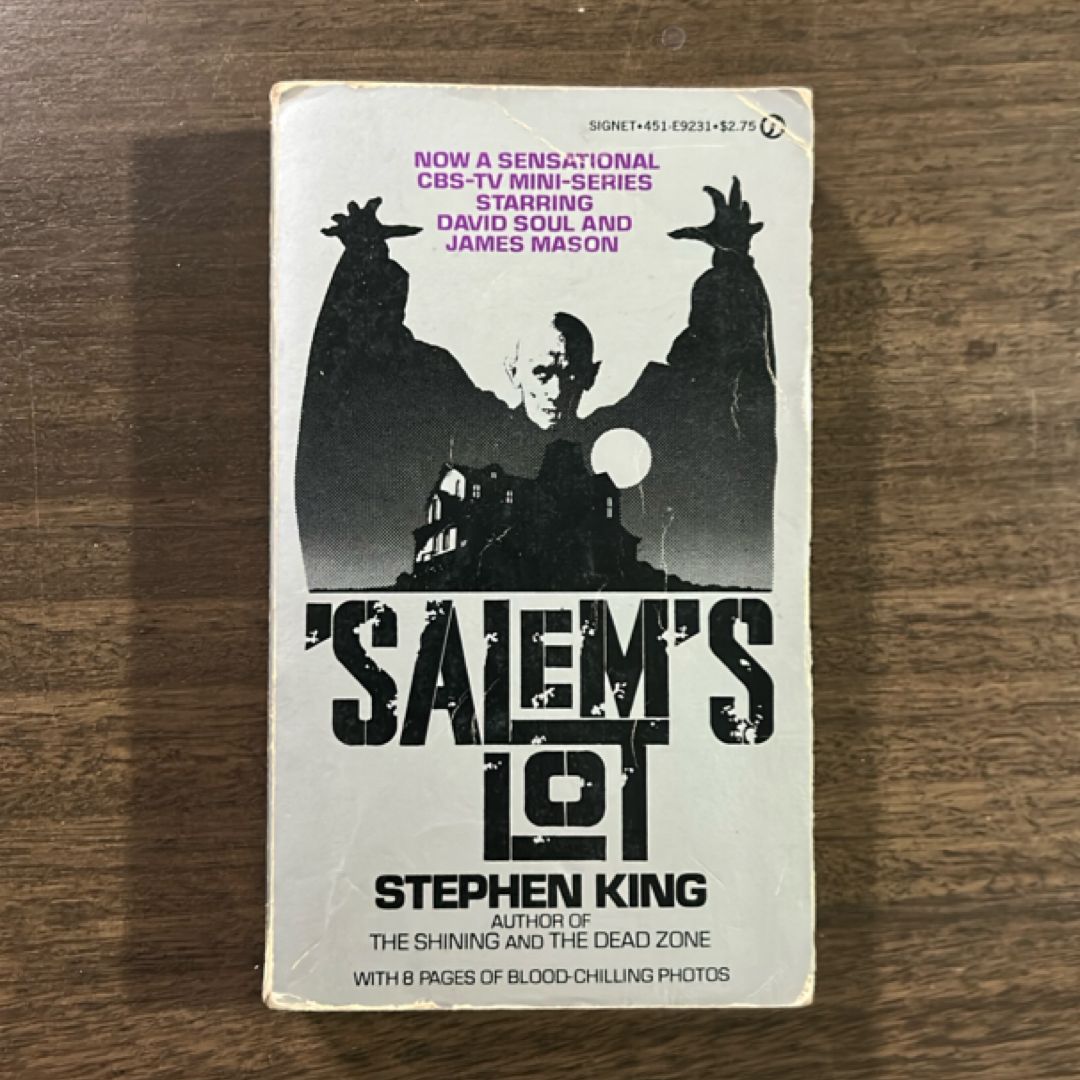 SIGNET•451-E9231•$2.75
NOW A SENSATIONAL
CBS-TV MINI-SERIES
STARRING
DAVID SOUL AND
JAMES MASON
'SALEM'S
LOT
STEPHEN KING
AUTHOR OF
THE SHINING AND THE DEAD ZONE
WITH 8 PAGES OF BLOOD-CHILLING PHOTOS